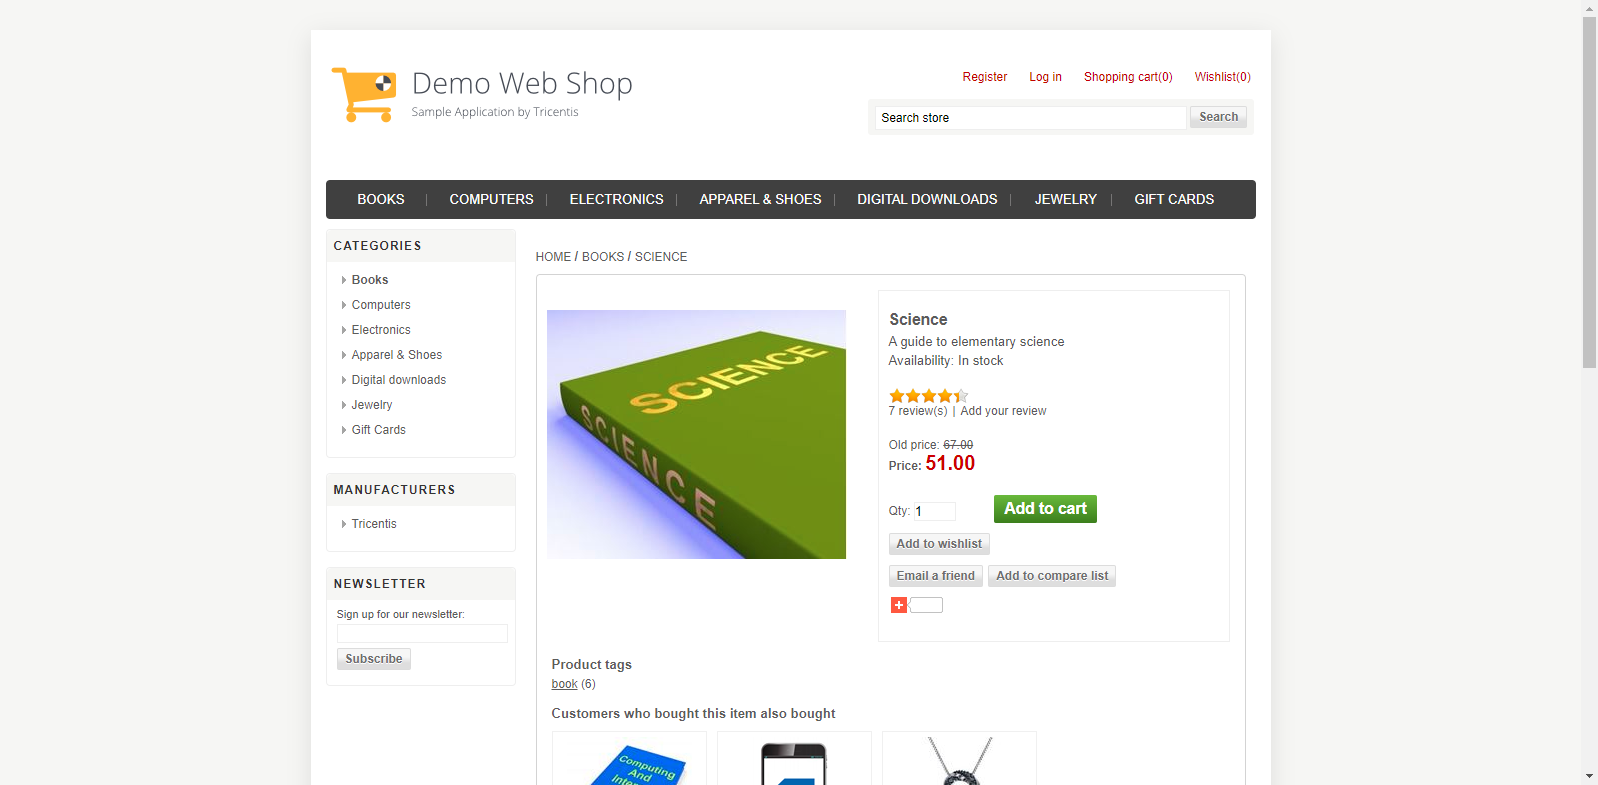 Demo Web Shop
Sample Application by Tricentis
Register Log in Shopping cart(0) Wishlist(0)
Search store Search
BOOKS COMPUTERS ELECTRONICS APPAREL & SHOES DIGITAL DOWNLOADS JEWELRY GIFT CARDS
CATEGORIES
Books
Computers
Electronics
Apparel & Shoes
Digital downloads
Jewelry
Gift Cards
MANUFACTURERS
Tricentis
NEWSLETTER
Sign up for our newsletter:
Subscribe
HOME / BOOKS / SCIENCE
SCIENCE
SCIENCE
Science
A guide to elementary science
Availability: In stock
7 review(s) | Add your review
Old price: 67.00
Price: 51.00
Qty: 1 Add to cart
Add to wishlist
Email a friend Add to compare list
Product tags
book (6)
Customers who bought this item also bought
Computing
And